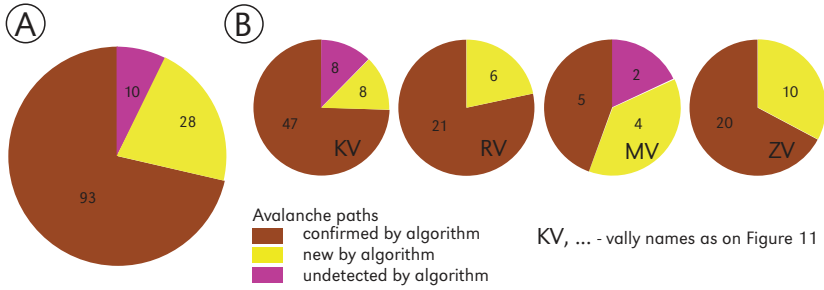 A
10
28
93
B
8
8
47
KV
6
21
RV
2
5
4
MV
10
20
ZV
Avalanche paths
confirmed by algorithm
new by algorithm
undetected by algorithm
KV, ... - vally names as on Figure 11